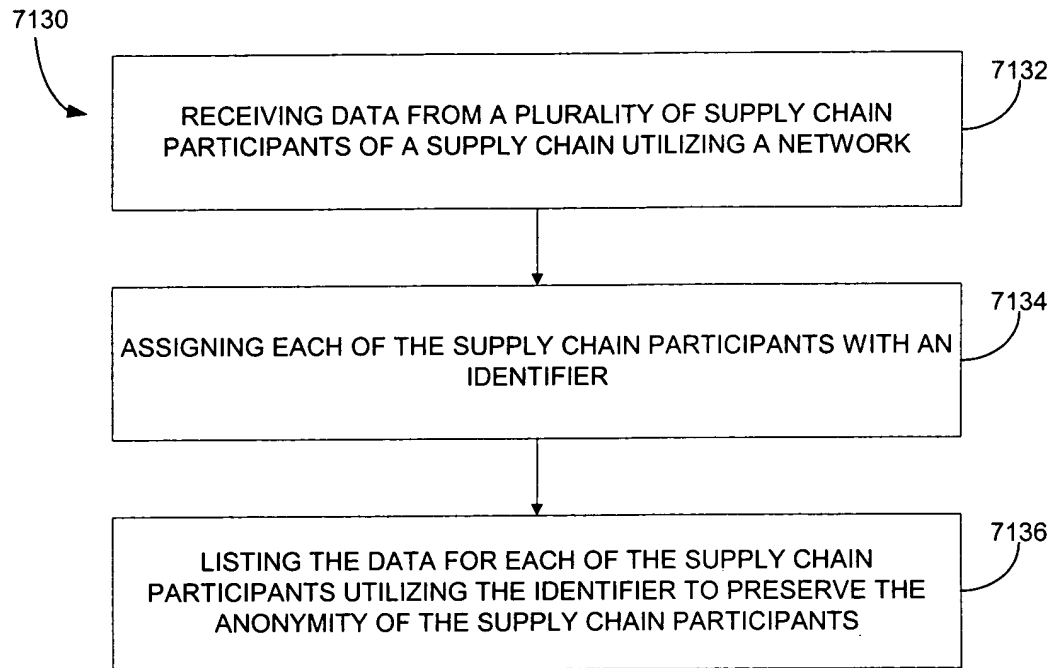 7130
7132
RECEIVING DATA FROM A PLURALITY OF SUPPLY CHAIN
PARTICIPANTS OF A SUPPLY CHAIN UTILIZING A NETWORK
7134
ASSIGNING EACH OF THE SUPPLY CHAIN PARTICIPANTS WITH AN
IDENTIFIER
7136
LISTING THE DATA FOR EACH OF THE SUPPLY CHAIN
PARTICIPANTS UTILIZING THE IDENTIFIER TO PRESERVE THE
ANONYMITY OF THE SUPPLY CHAIN PARTICIPANTS